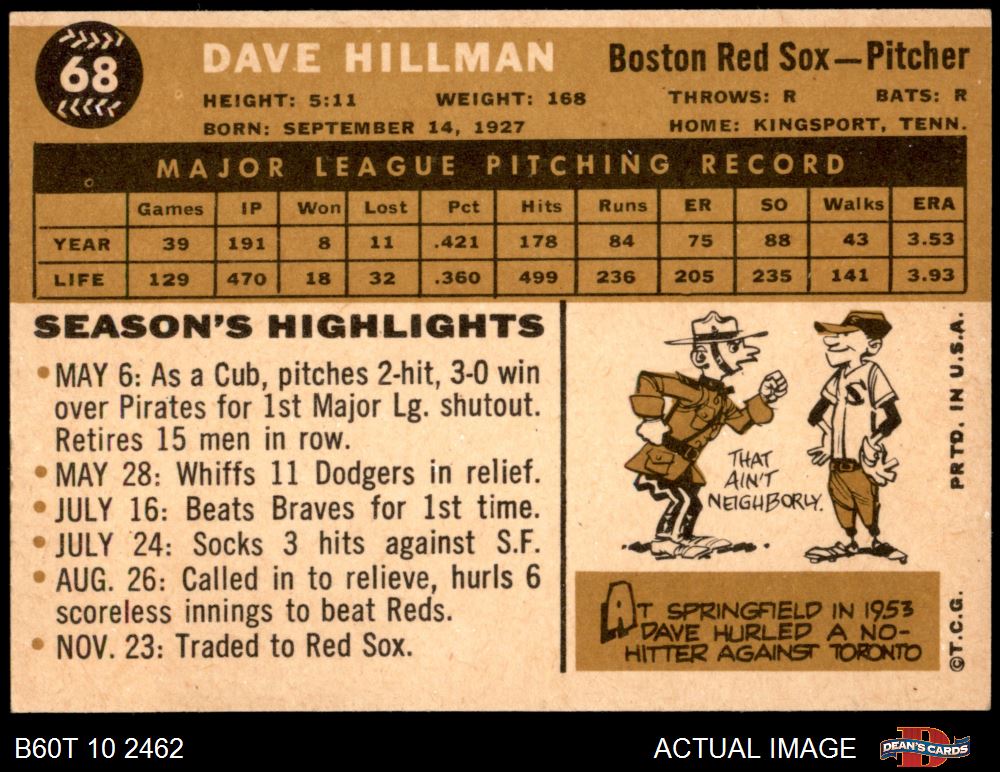 68
DAVE HILLMAN
Boston Red Sox—Pitcher
HEIGHT: 5:11 WEIGHT: 168 THROWS: R BATS: R
BORN: SEPTEMBER 14, 1927 HOME: KINGSPORT, TENN.
MAJOR LEAGUE PITCHING RECORD
Games IP Won Lost Pct Hits Runs ER SO Walks ERA
YEAR 39 191 8 11 .421 178 84 75 88 43 3.53
LIFE 129 470 18 32 .360 499 236 205 235 141 3.93
SEASON'S HIGHLIGHTS
• MAY 6: As a Cub, pitches 2-hit, 3-0 win
over Pirates for 1st Major Lg. shutout.
Retires 15 men in row.
• MAY 28: Whiffs 11 Dodgers in relief.
• JULY 16: Beats Braves for 1st time.
• JULY 24: Socks 3 hits against S.F.
• AUG. 26: Called in to relieve, hurls 6
scoreless innings to beat Reds.
• NOV. 23: Traded to Red Sox.
S
THAT
AIN'T
NEIGHBORLY.
AT SPRINGFIELD IN 1953
DAVE HURLED A NO-
HITTER AGAINST TORONTO
PRTD. IN U.S.A.
©T.C.G.
B60T 10 2462
ACTUAL IMAGE
D
DEAN'S CARDS